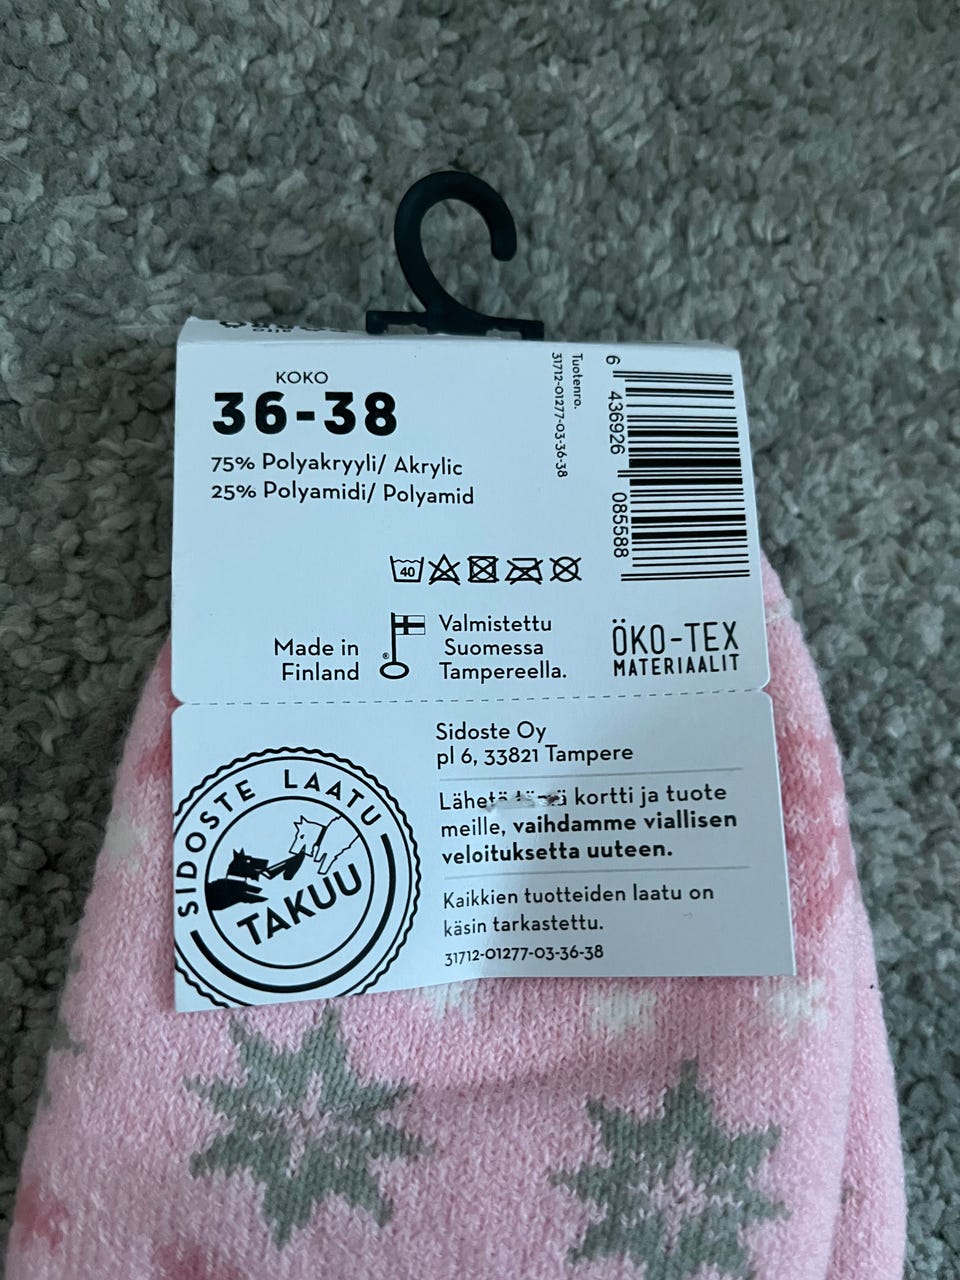 KOKO
36-38
75% Polyakryyli/ Akrylic
25% Polyamidi/ Polyamid
Tuotenro.
31712-01277-03-36-38
6 436926 085588
40
Made in
Finland
®
Valmistettu
Suomessa
Tampereella.
ÖKO-TEX
MATERIAALIT
SIDOSTE LAATU
TAKUU
Sidoste Oy
pl 6, 33821 Tampere
Lähetä tämä kortti ja tuote
meille, vaihdamme viallisen
veloituksetta uuteen.
Kaikkien tuotteiden laatu on
käsin tarkastettu.
31712-01277-03-36-38